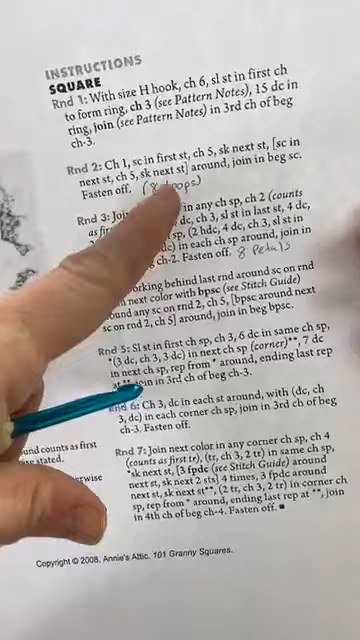 INSTRUCTIONS
SQUARE
Rnd 1: With size H hook, ch 6, sl st in first ch
to form ring, ch 3 (see Pattern Notes), 15 dc in
ring, join (see Pattern Notes) in 3rd ch of beg
ch-3.
Rnd 2: Ch 1, sc in first st, ch 5, sk next st, [sc in
next st, ch 5, sk next st] around, join in beg sc.
Fasten off. (8 loops)
Rnd 3: Join in any ch sp, ch 2 (counts
as fir dc, ch 3, sl st in last st, 4 dc,
sp, (2 hdc, 4 dc, ch 3, sl st in
dc) in each ch sp around, join in
ch-2. Fasten off. 8 petals
orking behind last rnd around sc on rnd
next color with bpsc (see Stitch Guide)
ound any sc on rnd 2, ch 5, [bpsc around next
sc on rnd 2, ch 5] around, join in beg bpsc.
Rnd 5: Sl st in first ch sp, ch 3, 6 dc in same ch sp,
*(3 dc, ch 3, 3 dc) in next ch sp (corner)**, 7 dc
in next ch sp, rep from * around, ending last rep
at **, join in 3rd ch of beg ch-3.
Rnd 6: Ch 3, dc in each st around, with (dc, ch
3, dc) in each corner ch sp, join in 3rd ch of beg
ch-3. Fasten off.
Rnd 7: Join next color in any corner ch sp, ch 4
(counts as first tr), (tr, ch 3, 2 tr) in same ch sp,
*sk next st, [3 fpdc (see Stitch Guide) around
next st, sk next 2 sts] 4 times, 3 fpdc around
next st, sk next st**, (2 tr, ch 3, 2 tr) in corner ch
sp, rep from * around, ending last rep at **, join
in 4th ch of beg ch-4. Fasten off. ■
und counts as first
se stated.
erwise
Copyright © 2008, Annie's Attic. 101 Granny Squares.